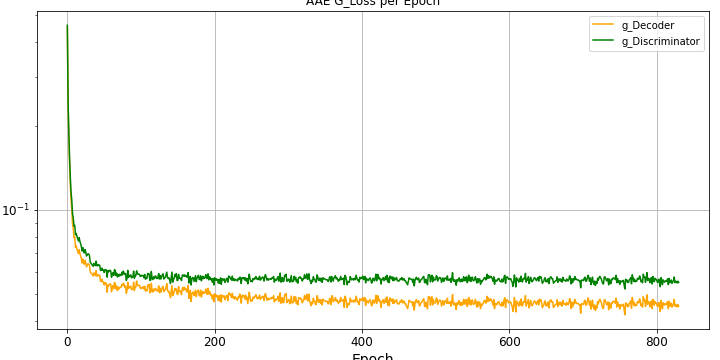 AAE G_Loss per Epoch
g_Decoder
g_Discriminator
10⁻¹
0 200 400 600 800
Epoch